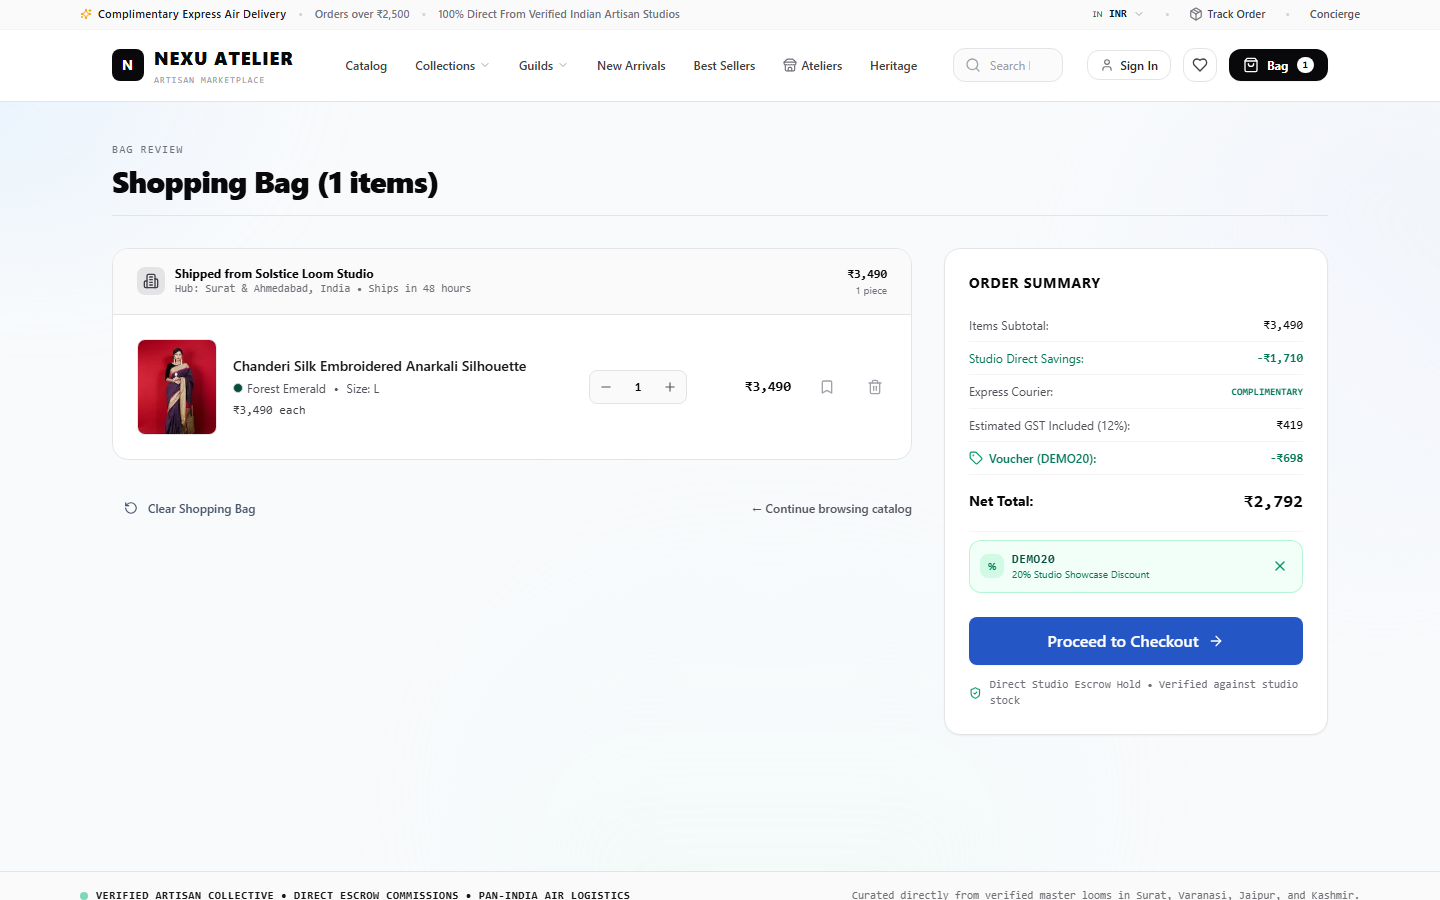 Complimentary Express Air Delivery • Orders over ₹2,500 • 100% Direct From Verified Indian Artisan Studios
IN INR • Track Order • Concierge
N NEXU ATELIER
ARTISAN MARKETPLACE
Catalog Collections Guilds New Arrivals Best Sellers Ateliers Heritage
Search
Sign In
Bag 1
BAG REVIEW
Shopping Bag (1 items)
Shipped from Solstice Loom Studio
Hub: Surat & Ahmedabad, India • Ships in 48 hours
₹3,490
1 piece
Chanderi Silk Embroidered Anarkali Silhouette
Forest Emerald • Size: L
₹3,490 each
− 1 +
₹3,490
Clear Shopping Bag
← Continue browsing catalog
ORDER SUMMARY
Items Subtotal: ₹3,490
Studio Direct Savings: -₹1,710
Express Courier: COMPLIMENTARY
Estimated GST Included (12%): ₹419
Voucher (DEMO20): -₹698
Net Total: ₹2,792
% DEMO20
20% Studio Showcase Discount
Proceed to Checkout →
Direct Studio Escrow Hold • Verified against studio
stock
VERIFIED ARTISAN COLLECTIVE • DIRECT ESCROW COMMISSIONS • PAN-INDIA AIR LOGISTICS
Curated directly from verified master looms in Surat, Varanasi, Jaipur, and Kashmir.